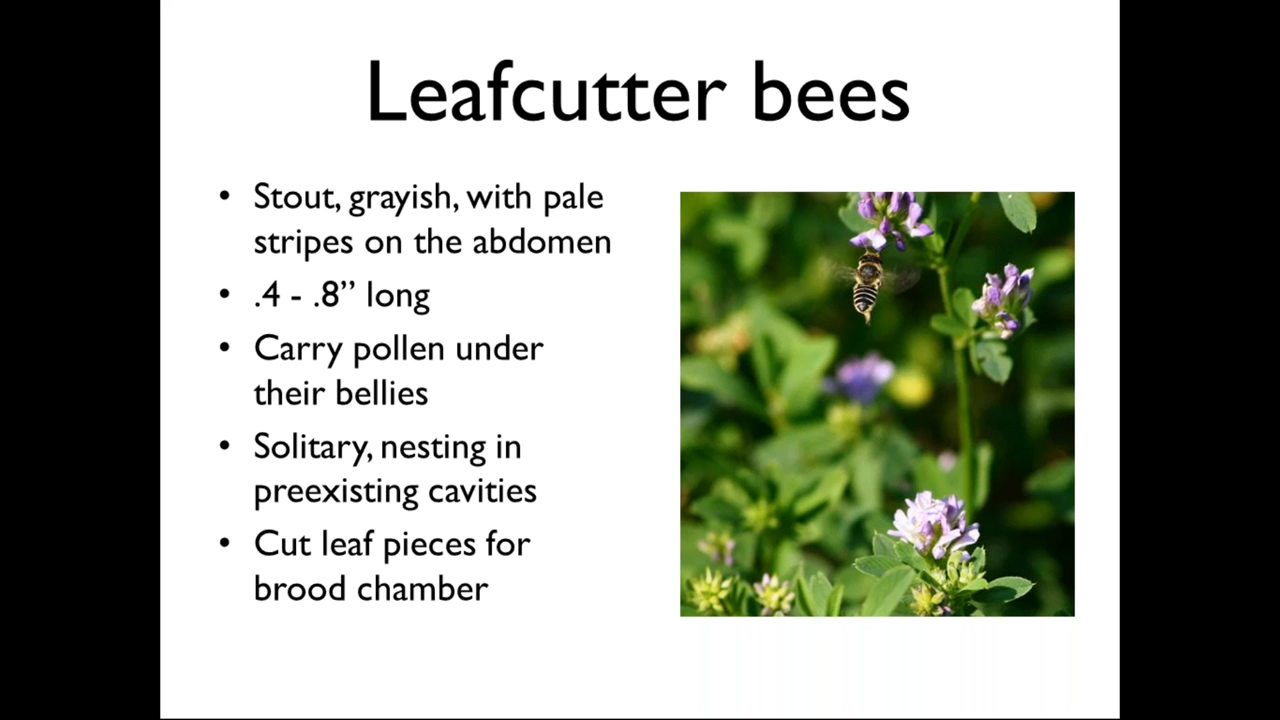 Leafcutter bees
• Stout, grayish, with pale
stripes on the abdomen
• .4 - .8” long
• Carry pollen under
their bellies
• Solitary, nesting in
preexisting cavities
• Cut leaf pieces for
brood chamber